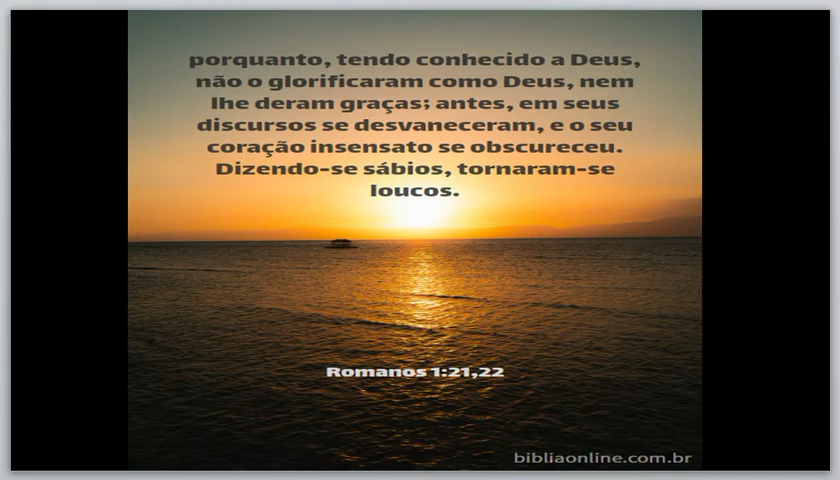 porquanto, tendo conhecido a Deus,
não o glorificaram como Deus, nem
lhe deram graças; antes, em seus
discursos se desvaneceram, e o seu
coração insensato se obscureceu.
Dizendo-se sábios, tornaram-se
loucos.
Romanos 1:21,22
bibliaonline.com.br